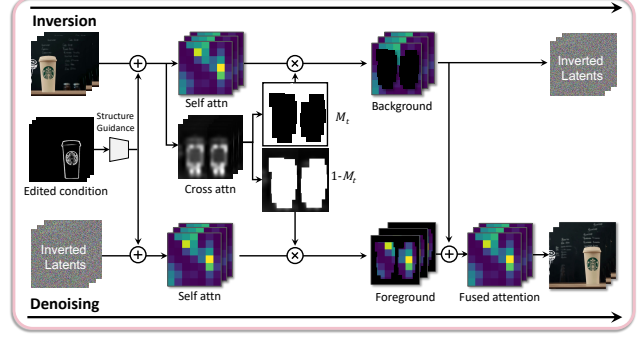 Inversion
Self attn
M_t
Background
Inverted
Latents
Structure
Guidance
Edited condition
Cross attn
1-M_t
Inverted
Latents
Self attn
Foreground
Fused attention
Denoising